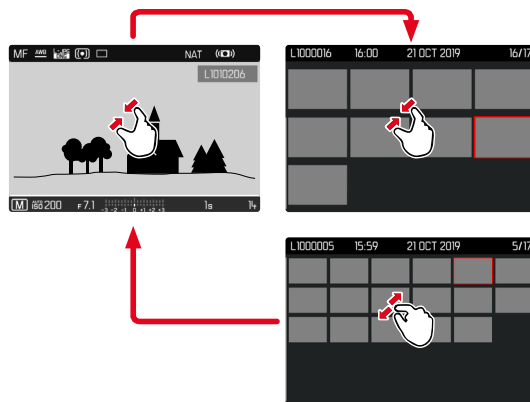 MF AWB NAT
L1010206
M AUTO ISO 200 F 7.1 -3 -2 -1 0 +1 +2 +3 1s 14
L1000016 16:00 21 OCT 2019 16/17
L1000005 15:59 21 OCT 2019 5/17